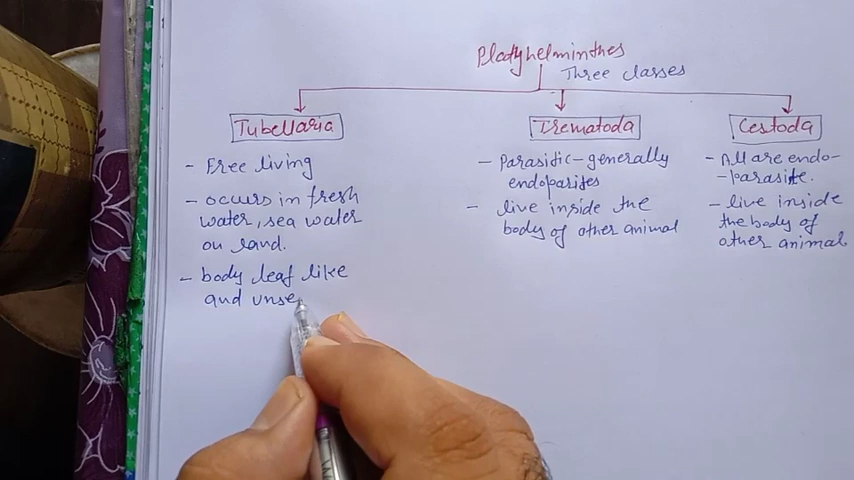 Platyhelminthes
Three classes
Tubellaria
Trematoda
Cestoda
- Free living
- occurs in fresh
water, sea water
on land.
- body leaf like
and unse
- Parasitic - generally
endoparsites
- live inside the
body of other animal
- All are endo-
-parasite.
- live inside
the body of
other animal.